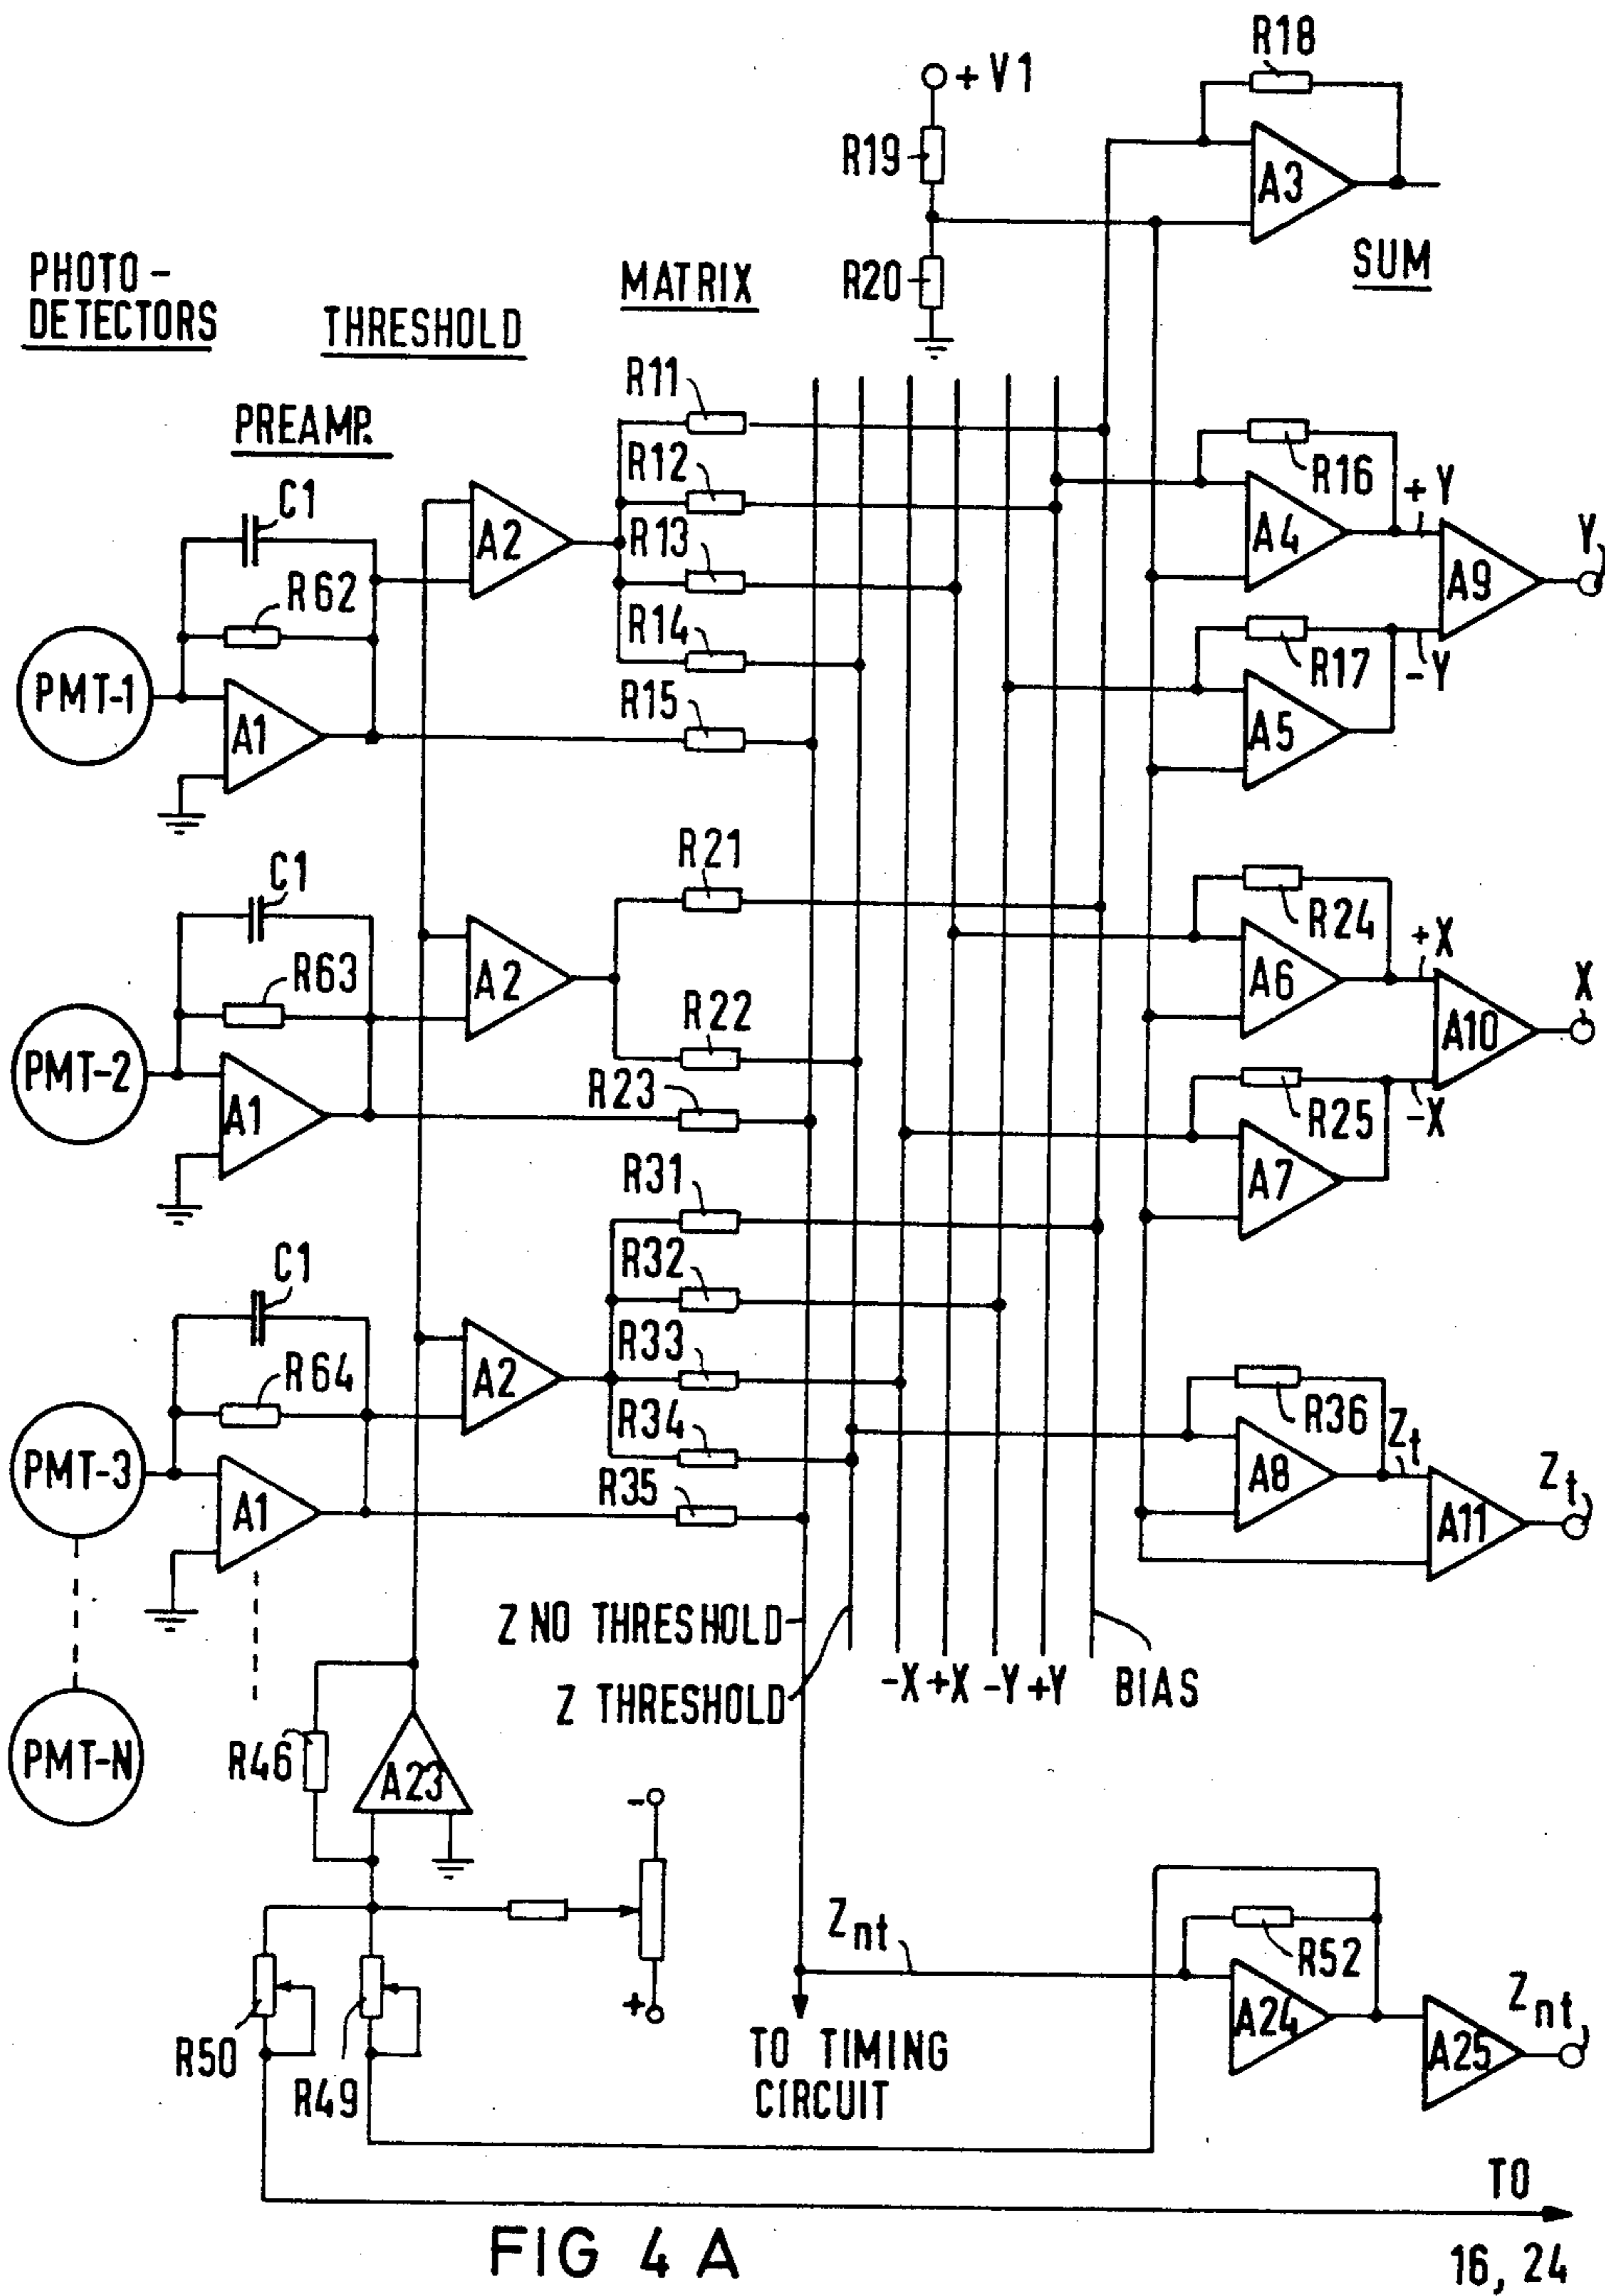 R18
+ V1
R19
A3
PHOTO-
DETECTORS
THRESHOLD
MATRIX
R20
SUM
R11
PREAMP.
R12
R16
+Y
C1
A2
R13
A4
Y
A9
R62
R14
R17
-Y
PMT-1
A1
R15
A5
R21
C1
R24
+X
R63
A2
R22
A6
X
A10
PMT-2
A1
R23
R25
-X
R31
A7
R32
C1
R33
R64
A2
R34
R36
Zt
PMT-3
A1
R35
A8
Zt
A11
Z NO THRESHOLD
Z THRESHOLD
-X +X -Y +Y
BIAS
PMT-N
R46
A23
-
+
Znt
R52
R50
R49
TO TIMING
CIRCUIT
A24
Znt
A25
TO
16, 24
FIG 4 A